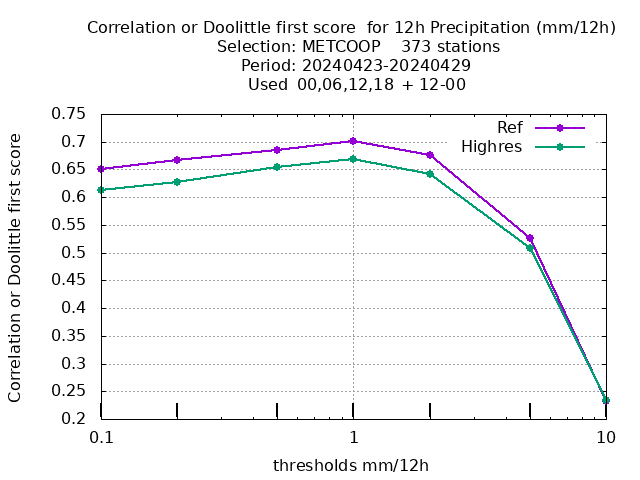 Correlation or Doolittle first score  for 12h Precipitation (mm/12h)
Selection: METCOOP    373 stations
Period: 20240423-20240429
Used  00,06,12,18  + 12-00
Correlation or Doolittle first score
0.75
0.7
0.65
0.6
0.55
0.5
0.45
0.4
0.35
0.3
0.25
0.2
Ref
Highres
0.1
1
10
thresholds mm/12h